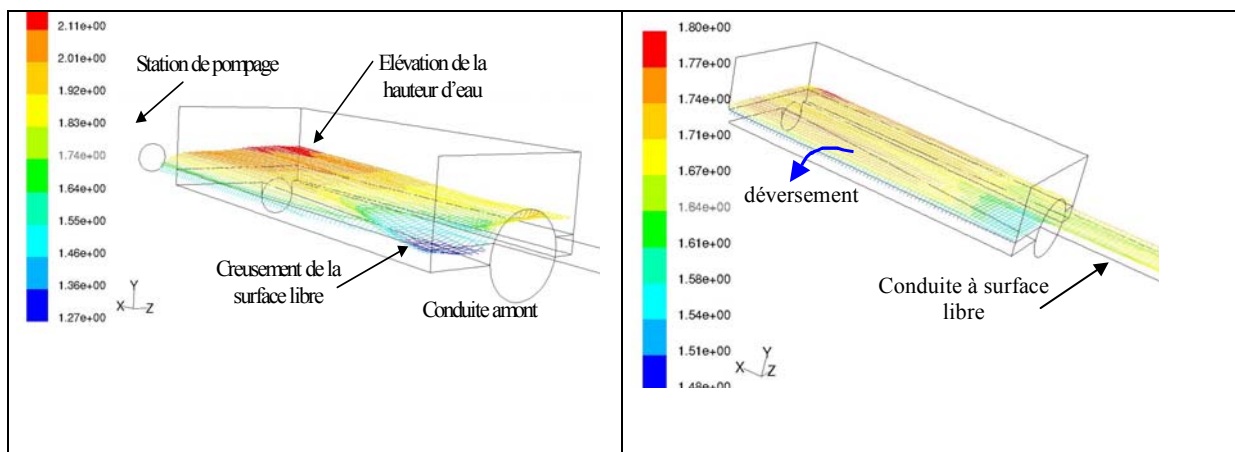 2.11e+00
2.01e+00
1.92e+00
1.83e+00
1.74e+00
1.64e+00
1.55e+00
1.46e+00
1.36e+00
1.27e+00
Station de pompage
Elévation de la
hauteur d'eau
Creusement de la
surface libre
Conduite amont
Y
X Z
1.80e+00
1.77e+00
1.74e+00
1.71e+00
1.67e+00
1.64e+00
1.61e+00
1.58e+00
1.54e+00
1.51e+00
1.48e+00
déversement
Conduite à surface
libre
Y
X Z